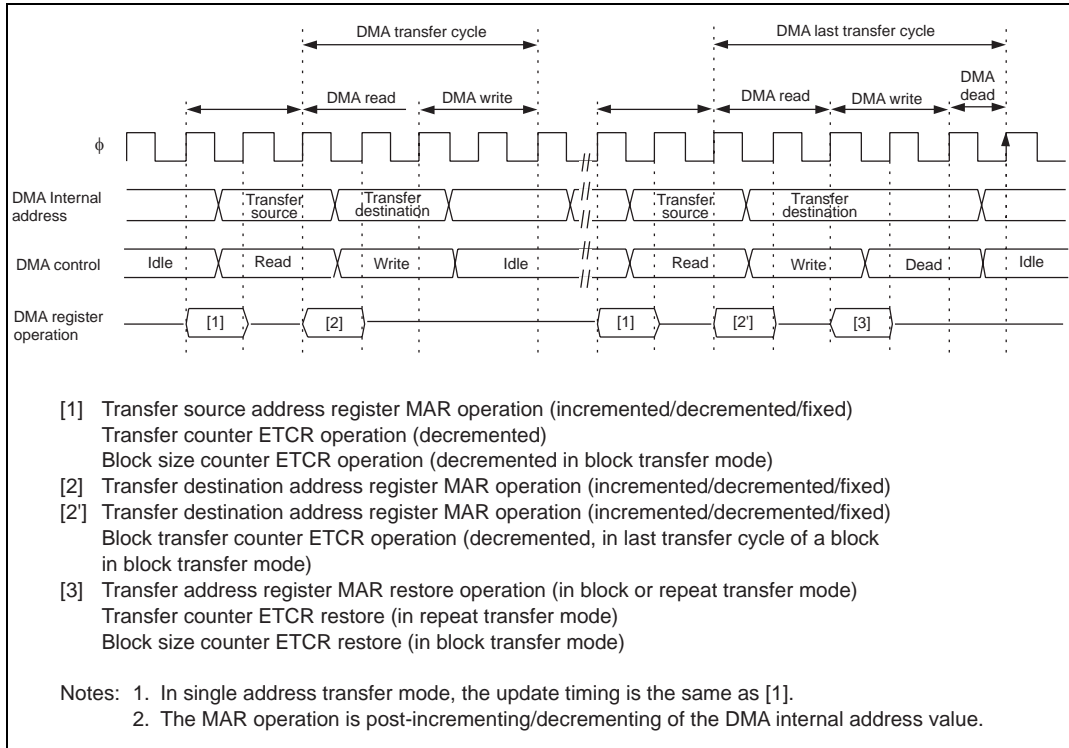 DMA transfer cycle
DMA last transfer cycle
DMA read
DMA write
DMA read
DMA write
DMA
dead
φ
DMA Internal
address
Transfer
source
Transfer
destination
Transfer
source
Transfer
destination
DMA control
Idle
Read
Write
Idle
Read
Write
Dead
Idle
DMA register
operation
[1]
[2]
[1]
[2']
[3]
[1] Transfer source address register MAR operation (incremented/decremented/fixed)
Transfer counter ETCR operation (decremented)
Block size counter ETCR operation (decremented in block transfer mode)
[2] Transfer destination address register MAR operation (incremented/decremented/fixed)
[2'] Transfer destination address register MAR operation (incremented/decremented/fixed)
Block transfer counter ETCR operation (decremented, in last transfer cycle of a block
in block transfer mode)
[3] Transfer address register MAR restore operation (in block or repeat transfer mode)
Transfer counter ETCR restore (in repeat transfer mode)
Block size counter ETCR restore (in block transfer mode)
Notes: 1. In single address transfer mode, the update timing is the same as [1].
2. The MAR operation is post-incrementing/decrementing of the DMA internal address value.